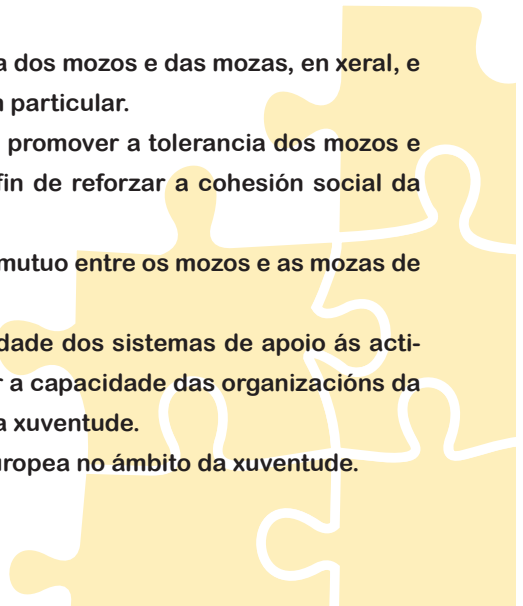 a dos mozos e das mozas, en xeral, e
particular.
promover a tolerancia dos mozos e
fin de reforzar a cohesión social da
mutuo entre os mozos e as mozas de
dade dos sistemas de apoio ás acti-
r a capacidade das organizacións da
a xuventude.
uropea no ámbito da xuventude.